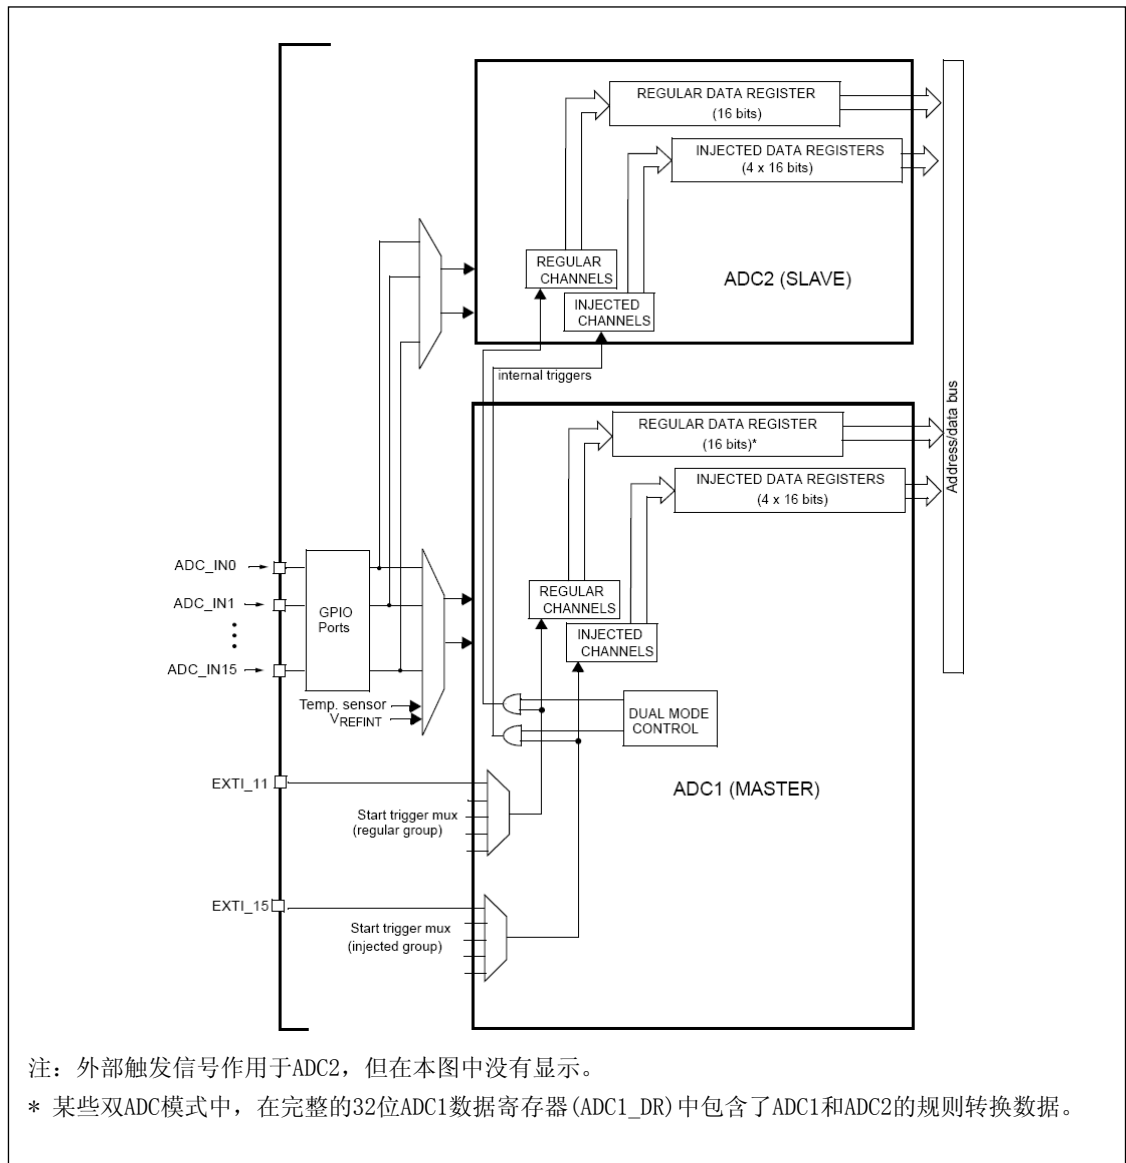 REGULAR DATA REGISTER
(16 bits)
INJECTED DATA REGISTERS
(4 x 16 bits)
REGULAR
CHANNELS
INJECTED
CHANNELS
ADC2 (SLAVE)
internal triggers
Address/data bus
REGULAR DATA REGISTER
(16 bits)*
INJECTED DATA REGISTERS
(4 x 16 bits)
REGULAR
CHANNELS
INJECTED
CHANNELS
ADC_IN0
ADC_IN1
ADC_IN15
GPIO
Ports
Temp. sensor
VREFINT
DUAL MODE
CONTROL
ADC1 (MASTER)
EXTI_11
Start trigger mux
(regular group)
EXTI_15
Start trigger mux
(injected group)
注：外部触发信号作用于ADC2，但在本图中没有显示。
* 某些双ADC模式中，在完整的32位ADC1数据寄存器(ADC1_DR)中包含了ADC1和ADC2的规则转换数据。